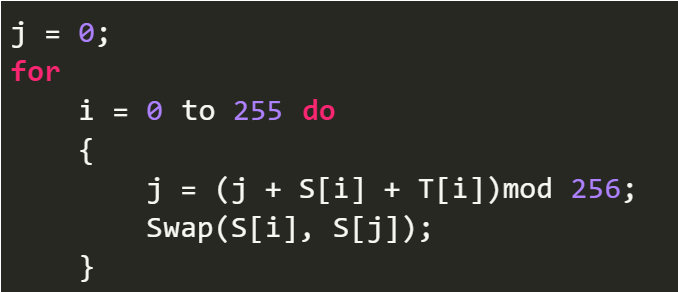 j = 0;
for
i = 0 to 255 do
{
j = (j + S[i] + T[i])mod 256;
Swap(S[i], S[j]);
}